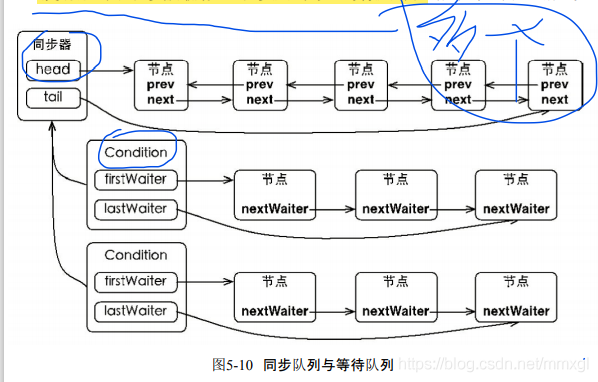 同步器
head
tail
节点
prev
next
节点
prev
next
节点
prev
next
节点
prev
next
节点
prev
next
Condition
firstWaiter
lastWaiter
节点
nextWaiter
节点
nextWaiter
节点
nextWaiter
Condition
firstWaiter
lastWaiter
节点
nextWaiter
节点
nextWaiter
节点
nextWaiter
图5-10 同步队列与等待队列
https://blog.csdn.net/mmxgl